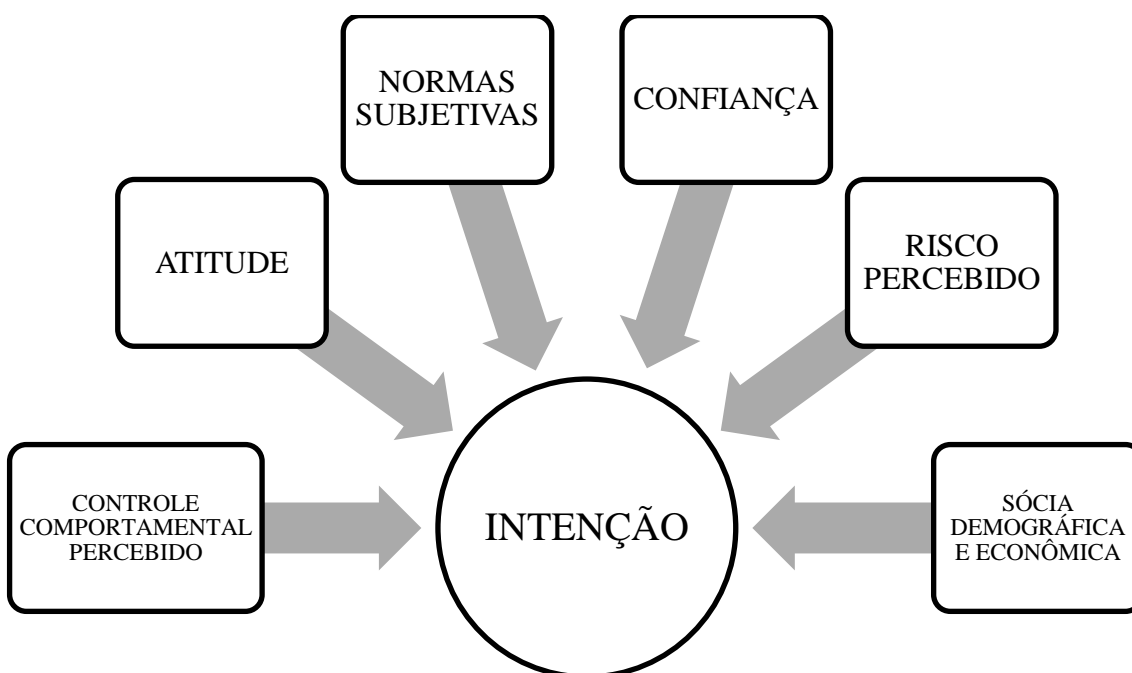 NORMAS
SUBJETIVAS
CONFIANÇA
ATITUDE
RISCO
PERCEBIDO
CONTROLE
COMPORTAMENTAL
PERCEBIDO
INTENÇÃO
SÓCIA
DEMOGRÁFICA
E ECONÔMICA